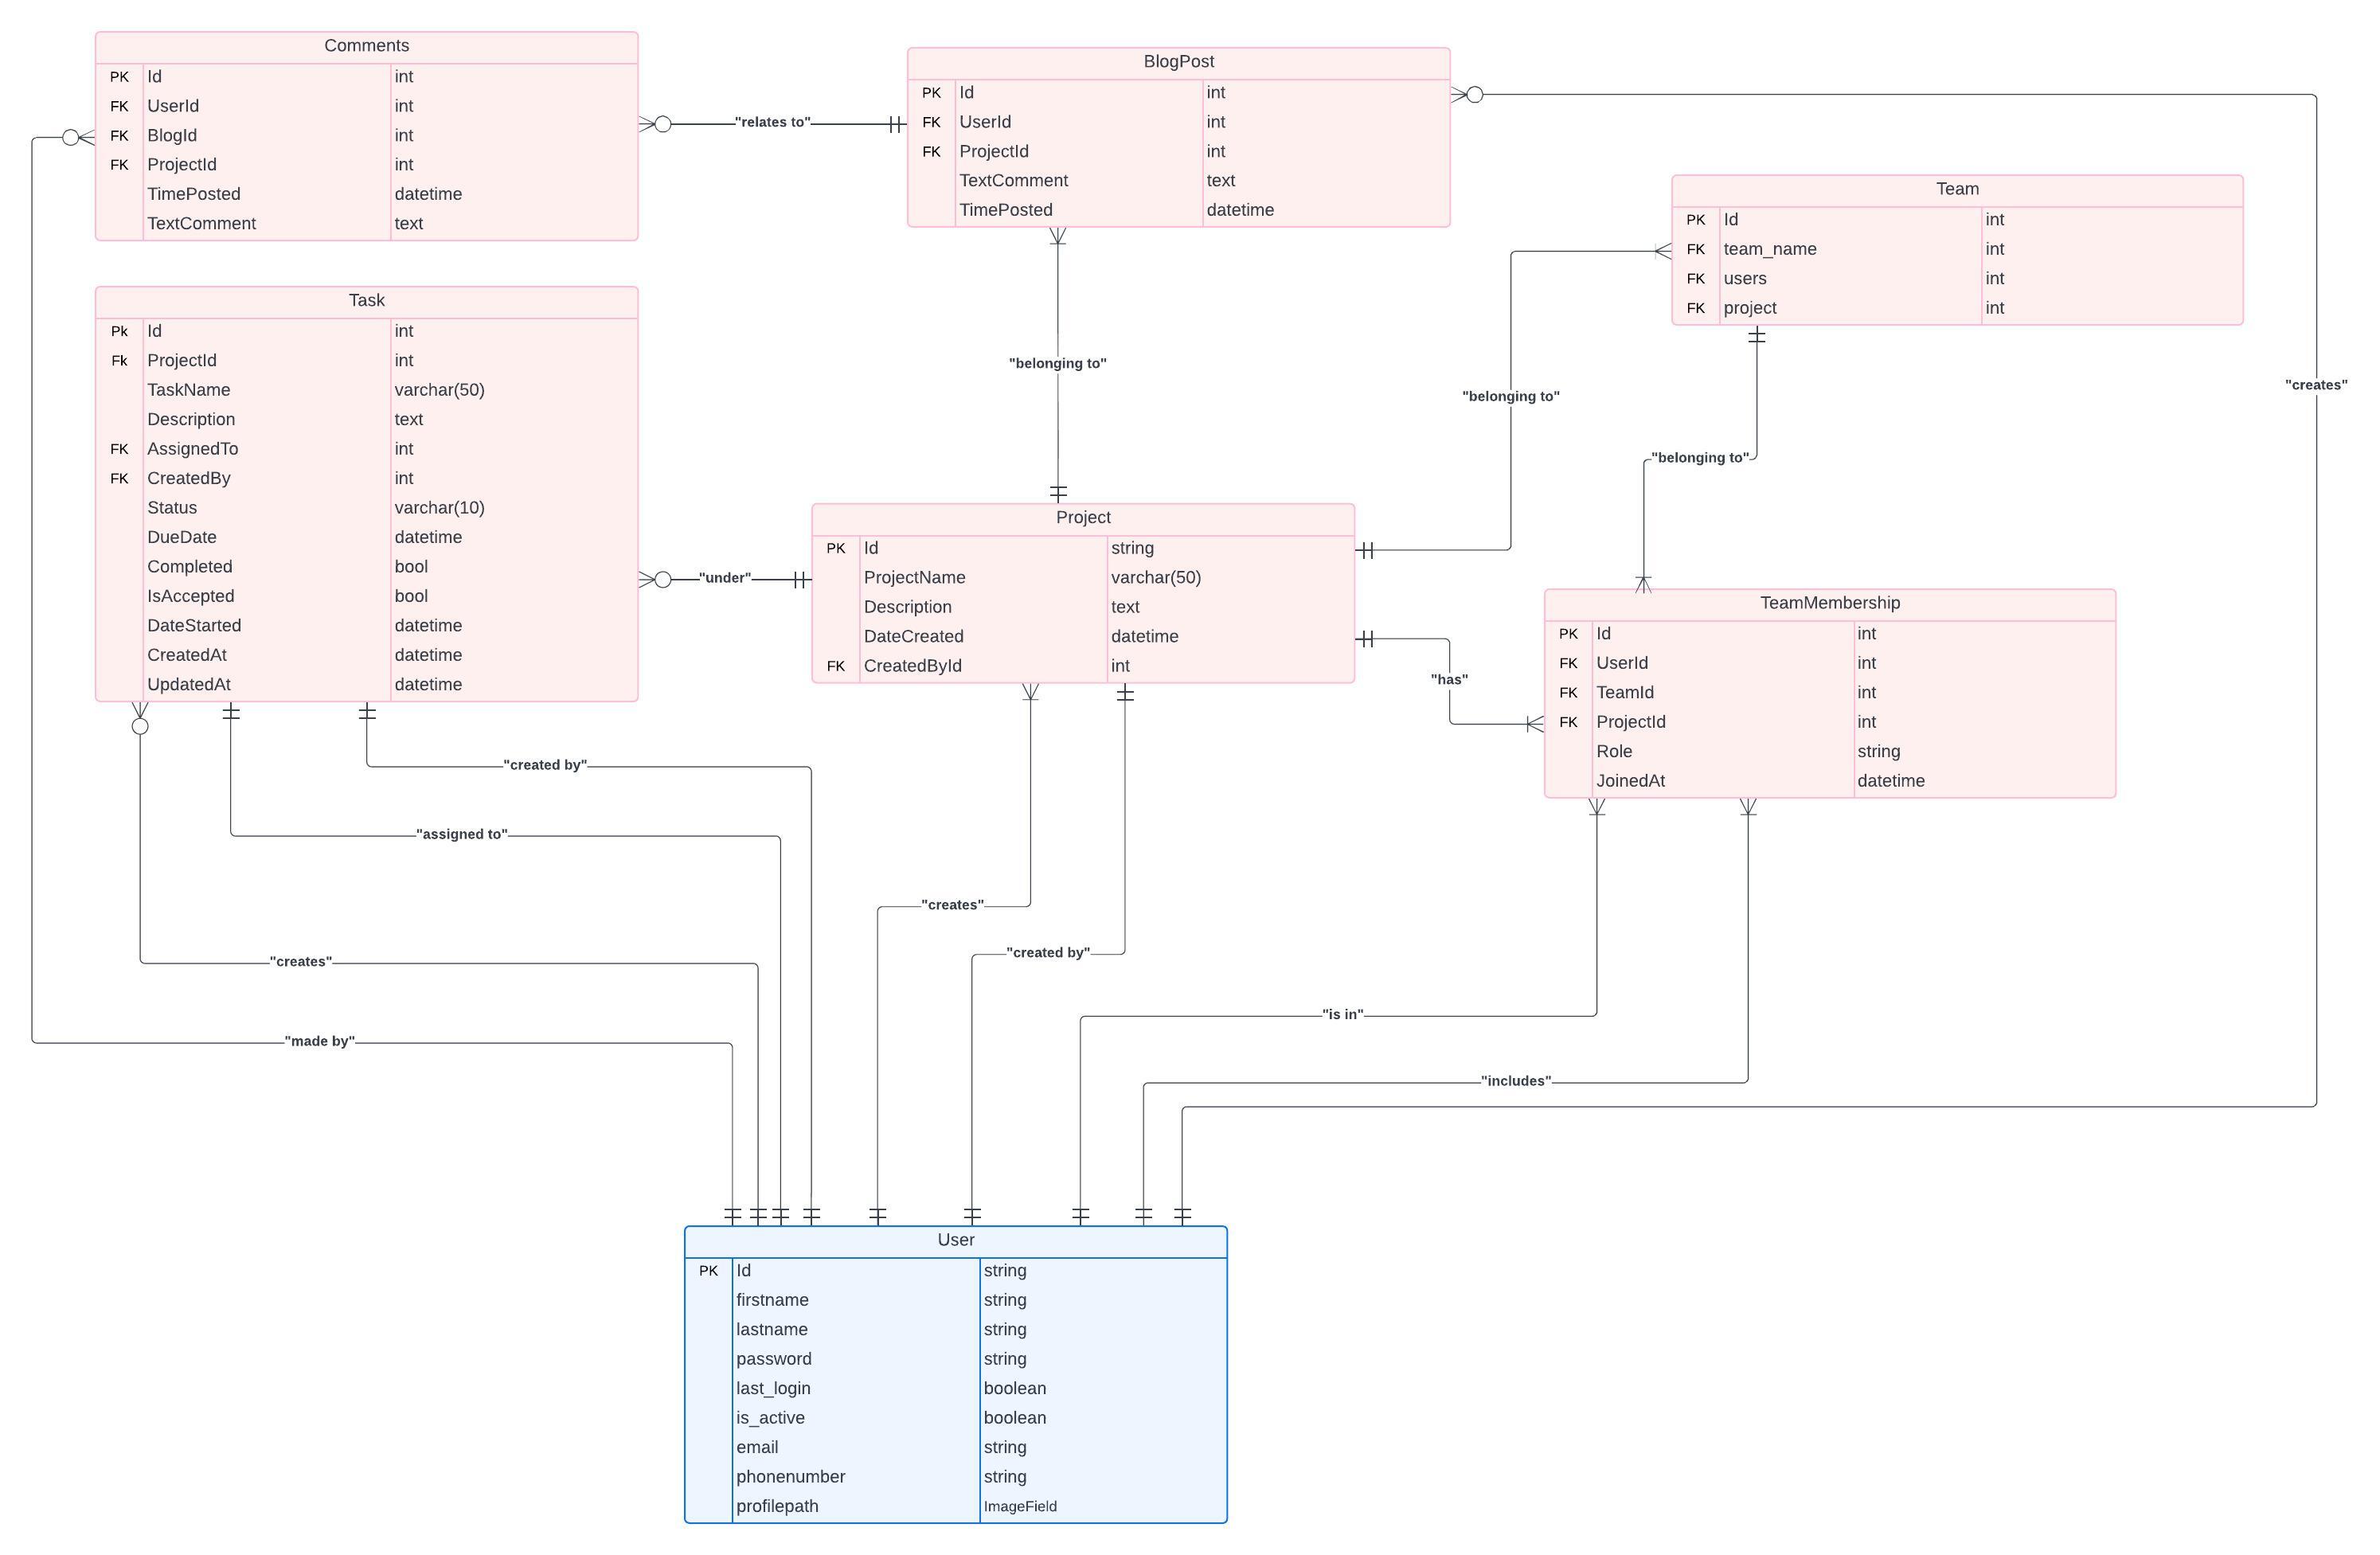 Comments
PK Id int
FK UserId int
FK BlogId int
FK ProjectId int
TimePosted datetime
TextComment text
"relates to"
BlogPost
PK Id int
FK UserId int
FK ProjectId int
TextComment text
TimePosted datetime
Team
PK Id int
FK team_name int
FK users int
FK project int
Task
Pk Id int
Fk ProjectId int
TaskName varchar(50)
Description text
FK AssignedTo int
FK CreatedBy int
Status varchar(10)
DueDate datetime
Completed bool
IsAccepted bool
DateStarted datetime
CreatedAt datetime
UpdatedAt datetime
"belonging to"
"belonging to"
"creates"
"belonging to"
"under"
Project
PK Id string
ProjectName varchar(50)
Description text
DateCreated datetime
FK CreatedById int
"has"
TeamMembership
PK Id int
FK UserId int
FK TeamId int
FK ProjectId int
Role string
JoinedAt datetime
"created by"
"assigned to"
"creates"
"created by"
"creates"
"is in"
"made by"
"includes"
User
PK Id string
firstname string
lastname string
password string
last_login boolean
is_active boolean
email string
phonenumber string
profilepath ImageField